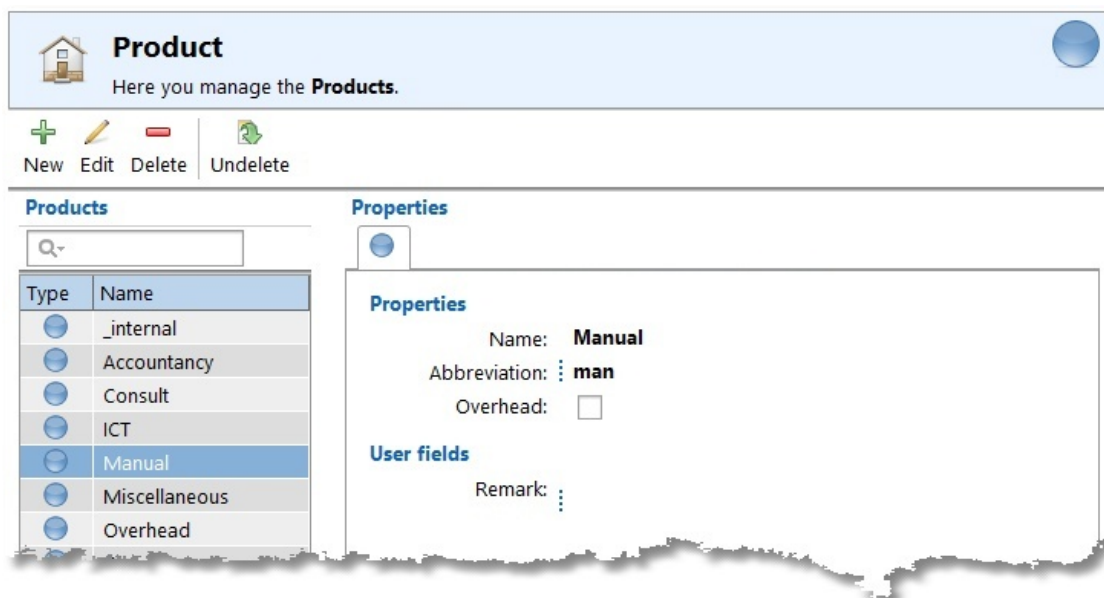 Product
Here you manage the Products.
New Edit Delete Undelete
Products
Properties
Type Name
_internal
Accountancy
Consult
ICT
Manual
Miscellaneous
Overhead
Properties
Name: Manual
Abbreviation: man
Overhead:
User fields
Remark: